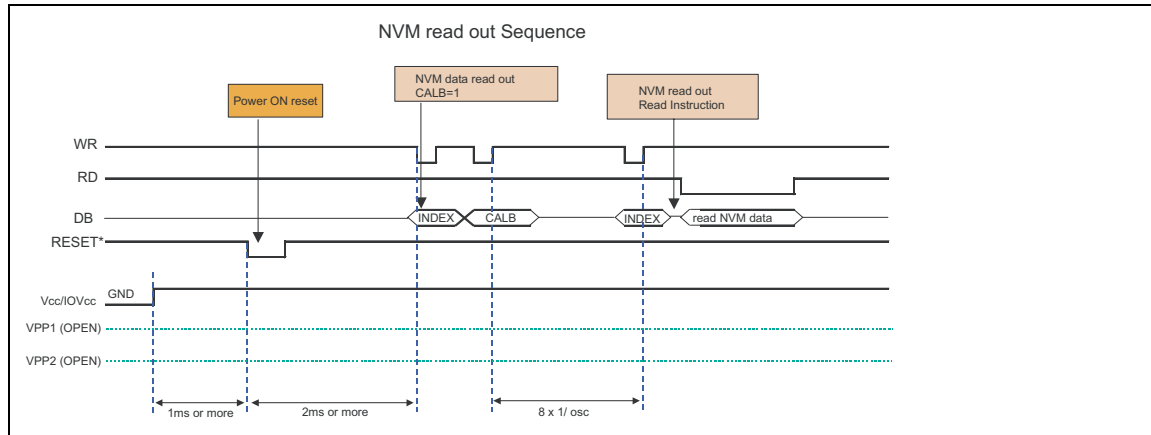 NVM read out Sequence
NVM data read out
CALB=1
NVM read out
Read Instruction
Power ON reset
WR
RD
DB
INDEX
CALB
INDEX
read NVM data
RESET*
GND
Vcc/IOVcc
VPP1 (OPEN)
VPP2 (OPEN)
1ms or more
2ms or more
8 x 1/ osc